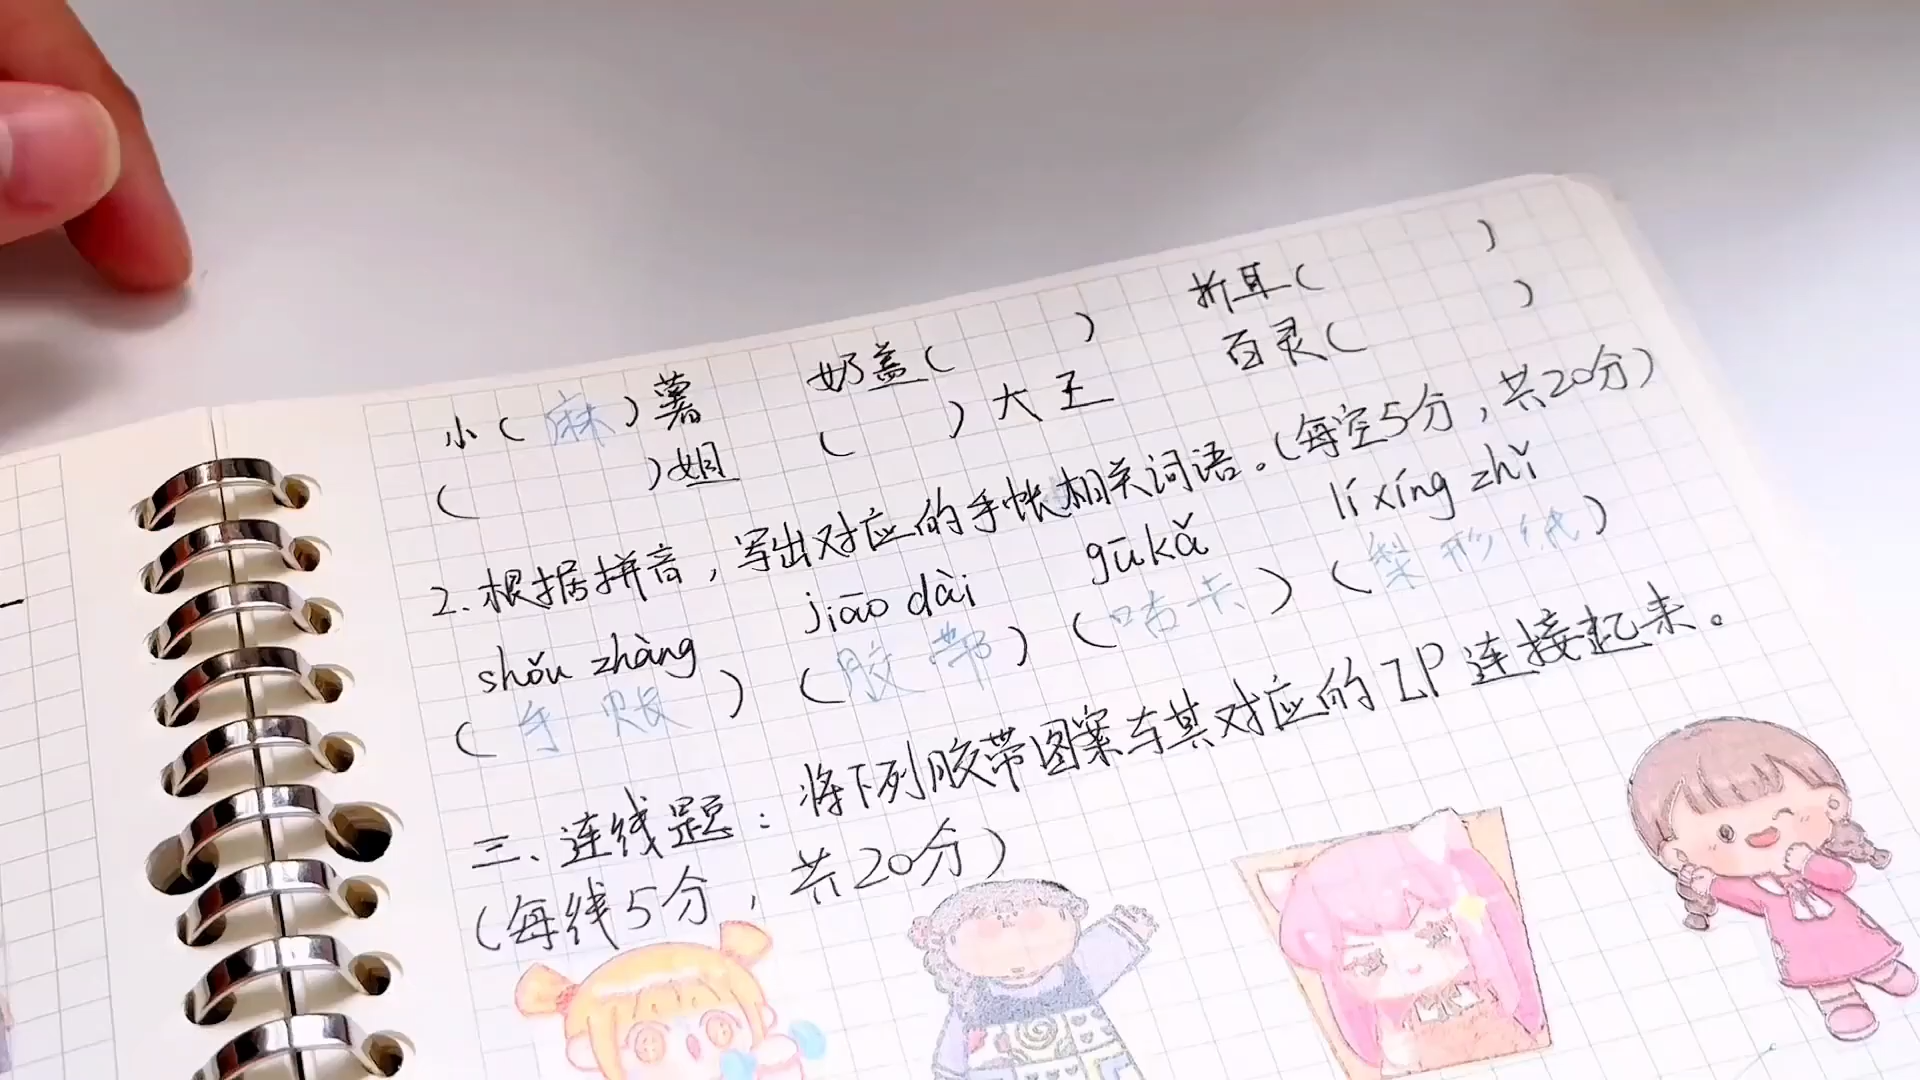 小(麻)薯 奶盖( ) 折耳( )
( )姐 ( )大王 百灵( )
2.根据拼音，写出对应的手帐相关词语。(每空5分，共20分)
shǒu zhàng jiāo dài gū kǎ lí xíng zhǐ
(手账) (胶带) (咕卡) (梨形纸)
三、连线题：将下列胶带图案与其对应的IP连接起来。
(每线5分，共20分)